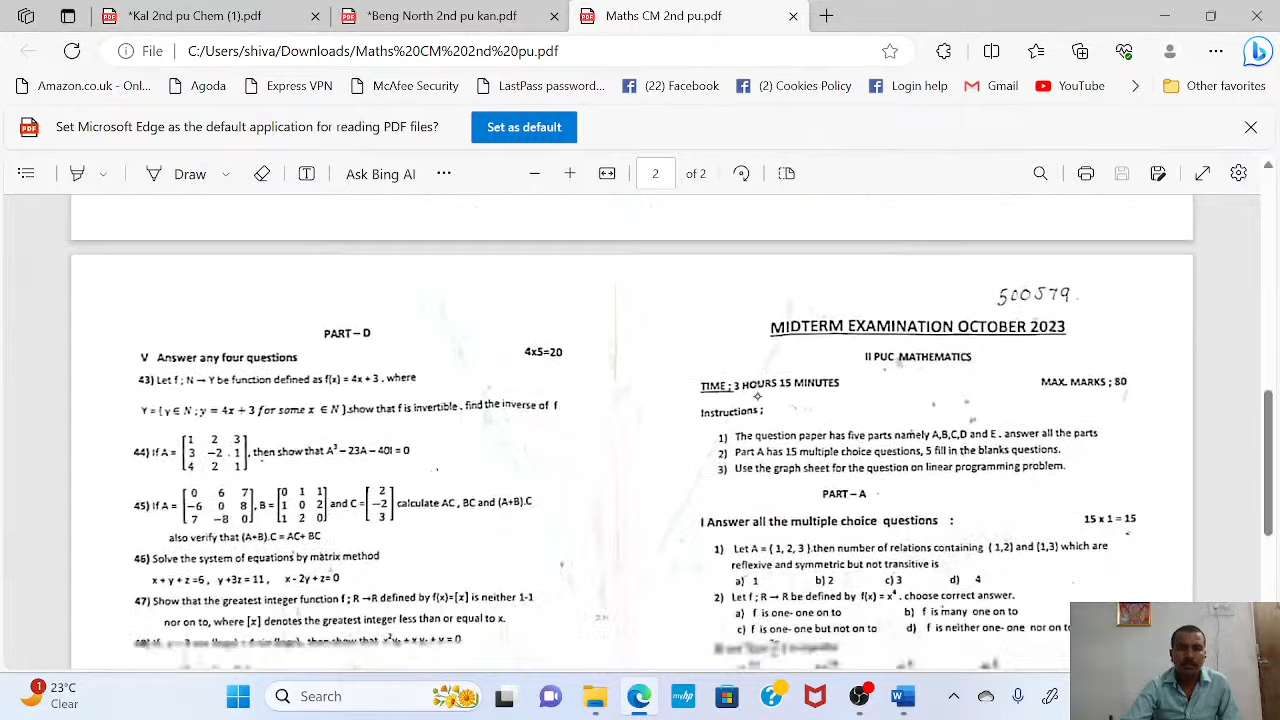 *Kal 2nd pu Chem (1).pdf
*Beng North 2nd pu kan.pdf
Maths CM 2nd pu.pdf
File
C:/Users/shiva/Downloads/Maths%20CM%202nd%20pu.pdf
Amazon.co.uk - Onl...
Agoda
Express VPN
McAfee Security
LastPass password...
(22) Facebook
(2) Cookies Policy
Login help
Gmail
YouTube
Other favorites
Set Microsoft Edge as the default application for reading PDF files?
Set as default
Draw
Ask Bing AI
2 of 2
PART – D
V Answer any four questions 4x5=20
43) Let f ; N → Y be function defined as f(x) = 4x + 3 . where
Y = { y ∈ N ; y = 4x + 3 for some x ∈ N }.show that f is invertible . find the inverse of f
44) If A = [1 2 3
3 -2 1
4 2 1], then show that A³ – 23A – 40I = 0
45) If A = [0 6 7
-6 0 8
7 -8 0], B = [0 1 1
1 0 2
1 2 0] and C = [2
-2
3] calculate AC , BC and (A+B).C
also verify that (A+B).C = AC+ BC
46) Solve the system of equations by matrix method
x + y + z =6 , y +3z = 11 , x - 2y + z= 0
47) Show that the greatest integer function f ; R →R defined by f(x)=[x] is neither 1-1
nor on to, where [x] denotes the greatest integer less than or equal to x.
then show that x²y₂ + xy₁ + y = 0
500579.
MIDTERM EXAMINATION OCTOBER 2023
II PUC MATHEMATICS
TIME ; 3 HOURS 15 MINUTES MAX. MARKS ; 80
Instructions ;
1) The question paper has five parts namely A,B,C,D and E . answer all the parts
2) Part A has 15 multiple choice questions, 5 fill in the blanks questions.
3) Use the graph sheet for the question on linear programming problem.
PART – A
I Answer all the multiple choice questions : 15 x 1 = 15
1) Let A = { 1, 2, 3 }.then number of relations containing ( 1,2) and (1,3) which are
reflexive and symmetric but not transitive is
a) 1 b) 2 c) 3 d) 4
2) Let f ; R → R be defined by f(x) = x⁴ . choose correct answer.
a) f is one- one on to b) f is many one on to
c) f is one- one but not on to d) f is neither one- one nor on to
1
23°C
Clear
Search
myhp